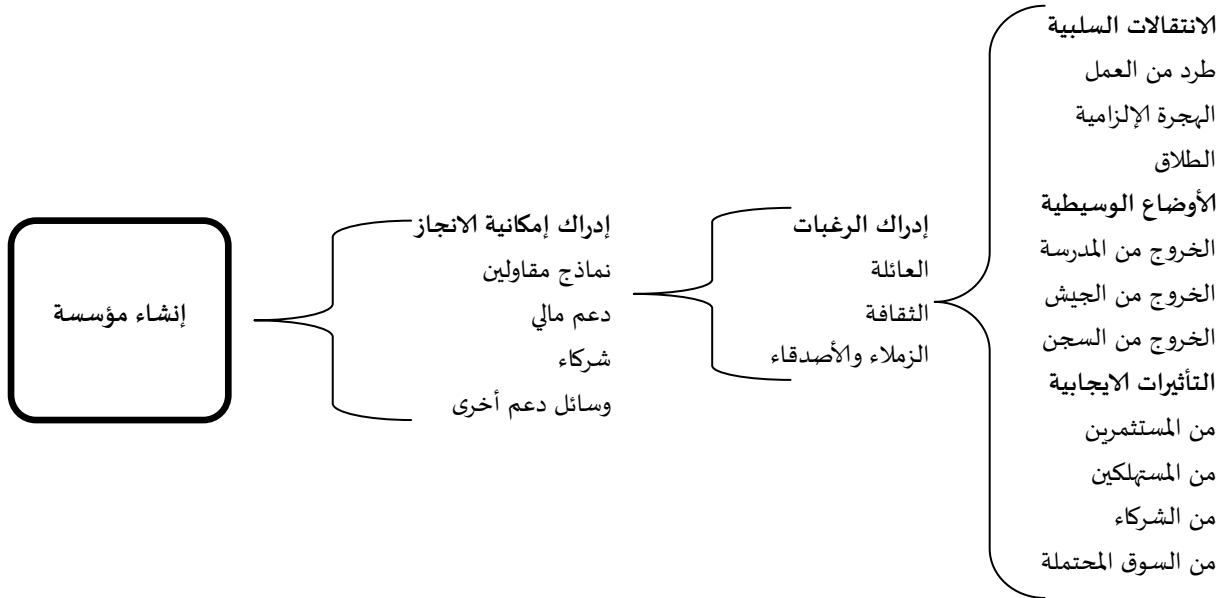 الانتقالات السلبية
طرد من العمل
الهجرة الإلزامية
الطلاق
الأوضاع الوسيطية
الخروج من المدرسة
الخروج من الجيش
الخروج من السجن
التأثيرات الايجابية
من المستثمرين
من المستهلكين
من الشركاء
من السوق المحتملة
إدراك الرغبات
العائلة
الثقافة
الزملاء والأصدقاء
إدراك إمكانية الانجاز
نماذج مقاولين
دعم مالي
شركاء
وسائل دعم أخرى
إنشاء مؤسسة